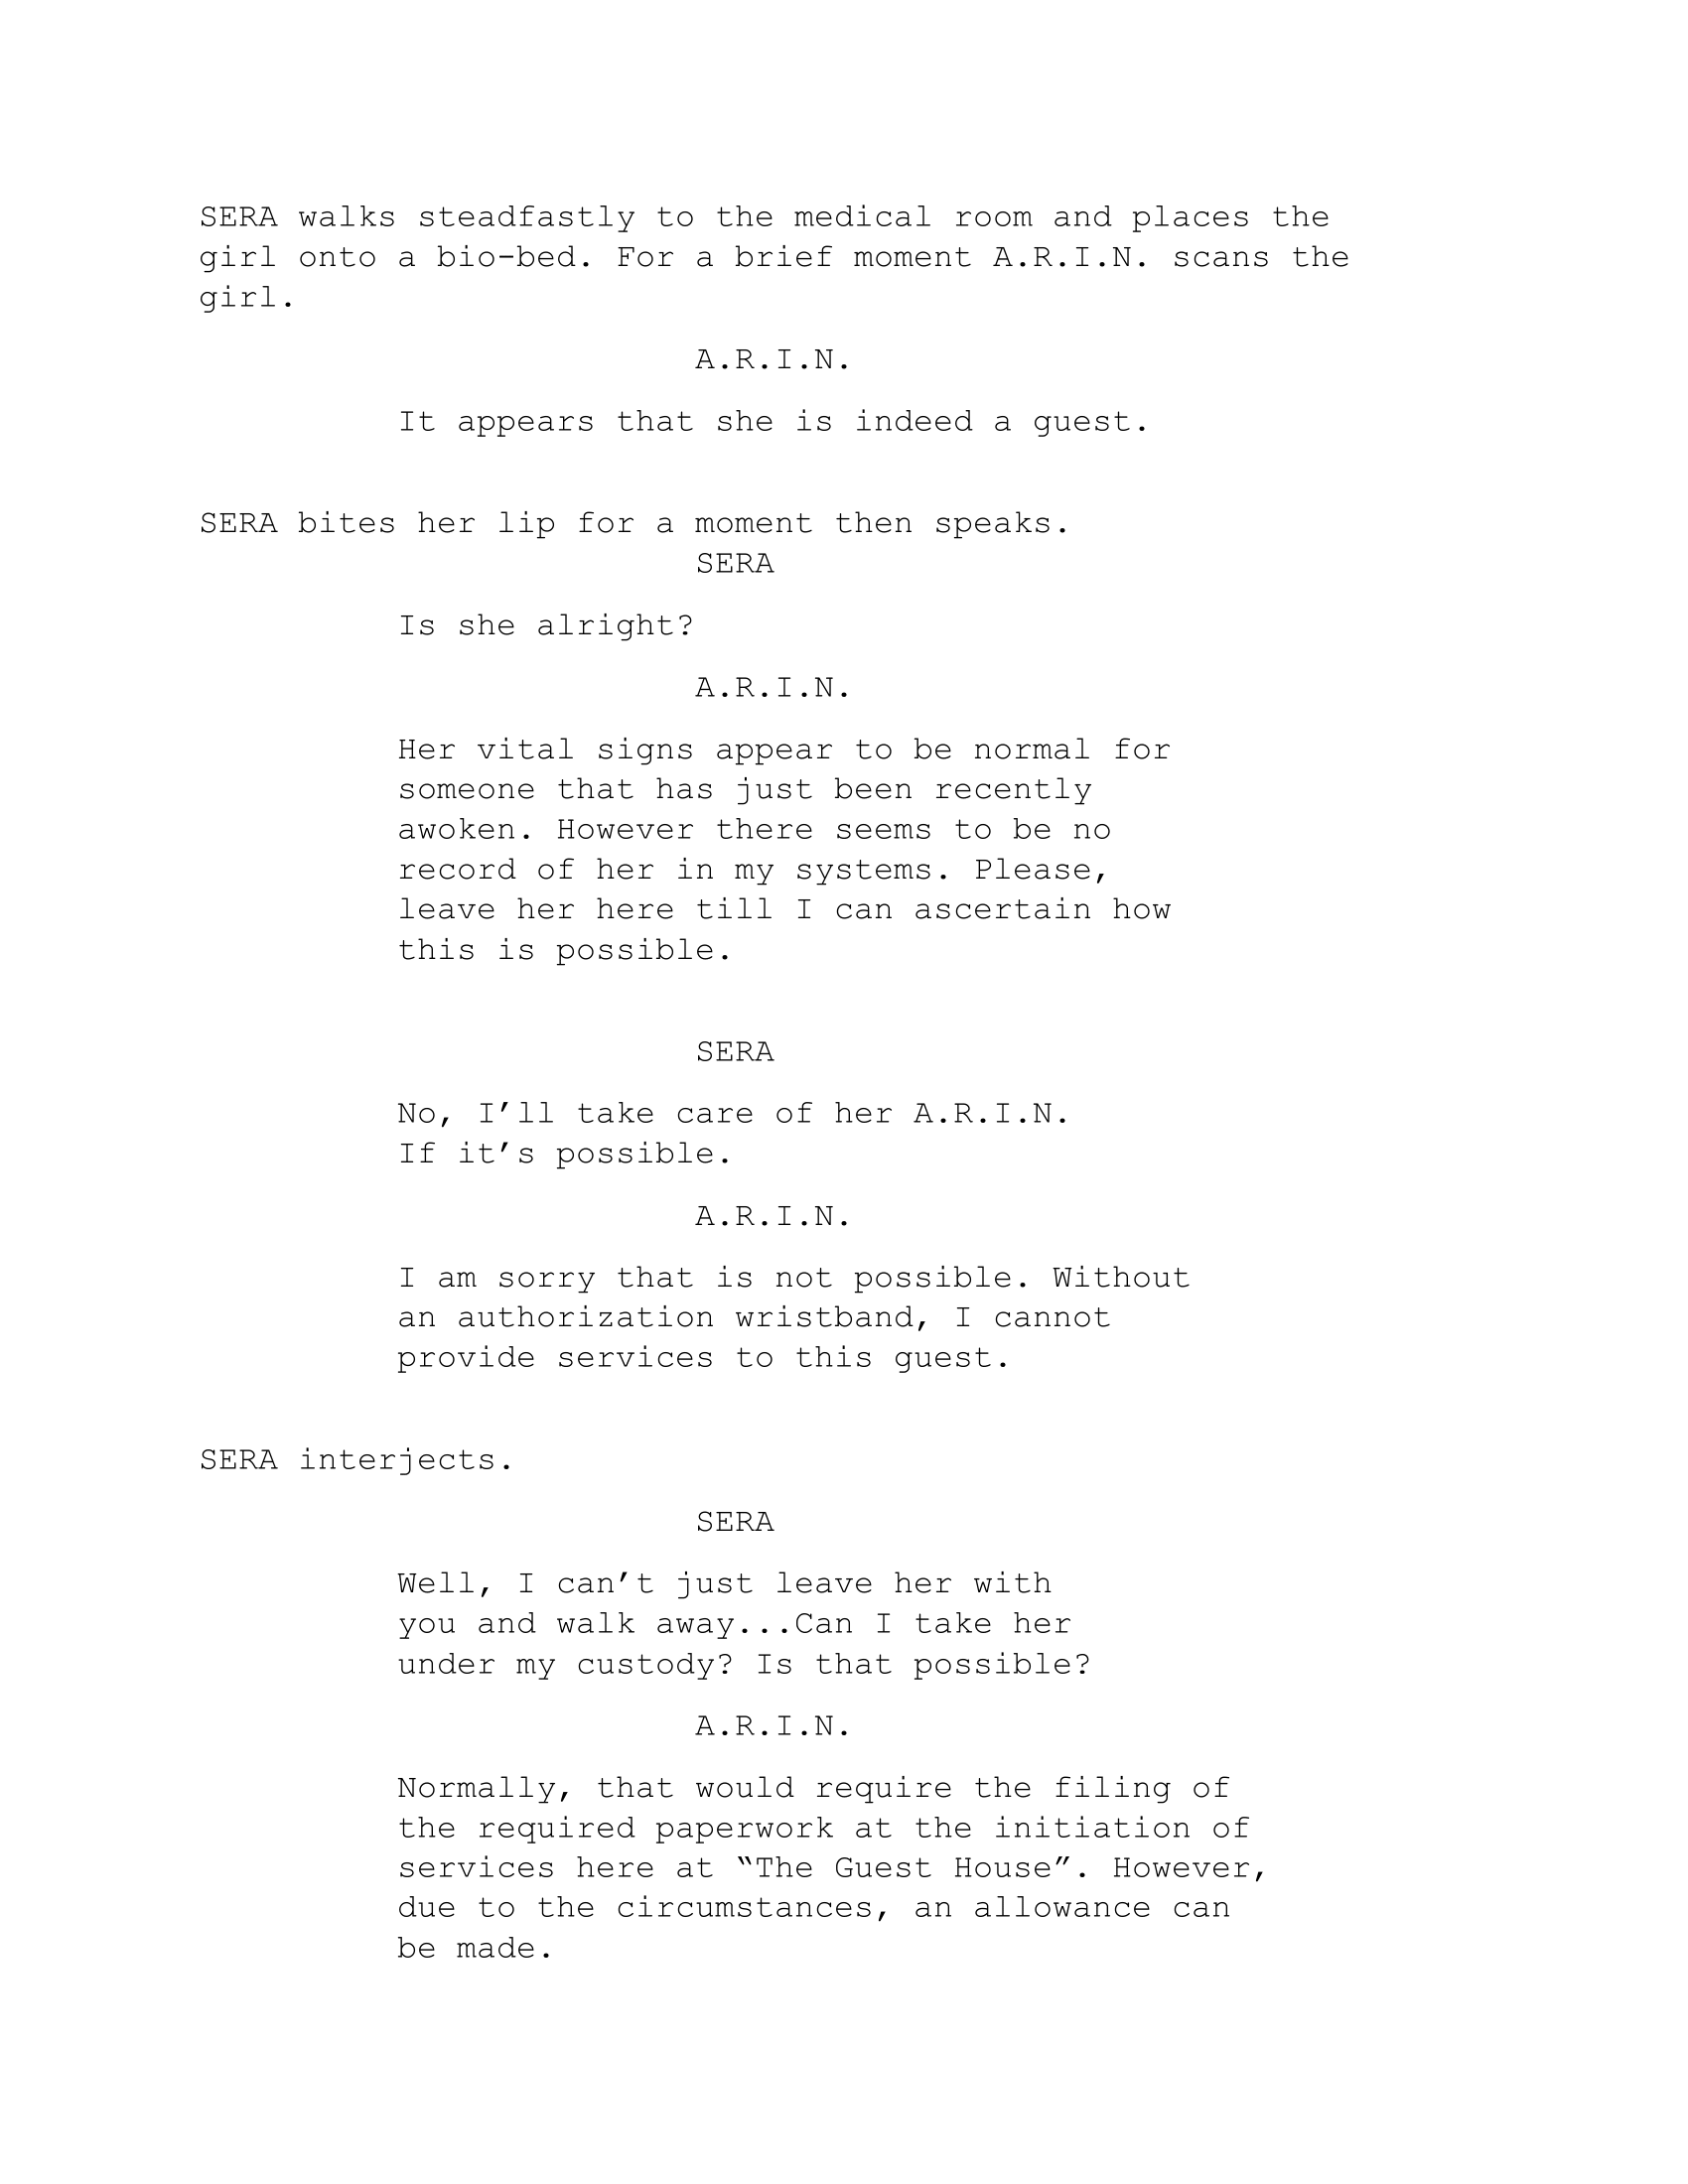 SERA walks steadfastly to the medical room and places the
girl onto a bio-bed. For a brief moment A.R.I.N. scans the
girl.
A.R.I.N.
It appears that she is indeed a guest.
SERA bites her lip for a moment then speaks.
SERA
Is she alright?
A.R.I.N.
Her vital signs appear to be normal for
someone that has just been recently
awoken. However there seems to be no
record of her in my systems. Please,
leave her here till I can ascertain how
this is possible.
SERA
No, I’ll take care of her A.R.I.N.
If it’s possible.
A.R.I.N.
I am sorry that is not possible. Without
an authorization wristband, I cannot
provide services to this guest.
SERA interjects.
SERA
Well, I can’t just leave her with
you and walk away...Can I take her
under my custody? Is that possible?
A.R.I.N.
Normally, that would require the filing of
the required paperwork at the initiation of
services here at “The Guest House”. However,
due to the circumstances, an allowance can
be made.